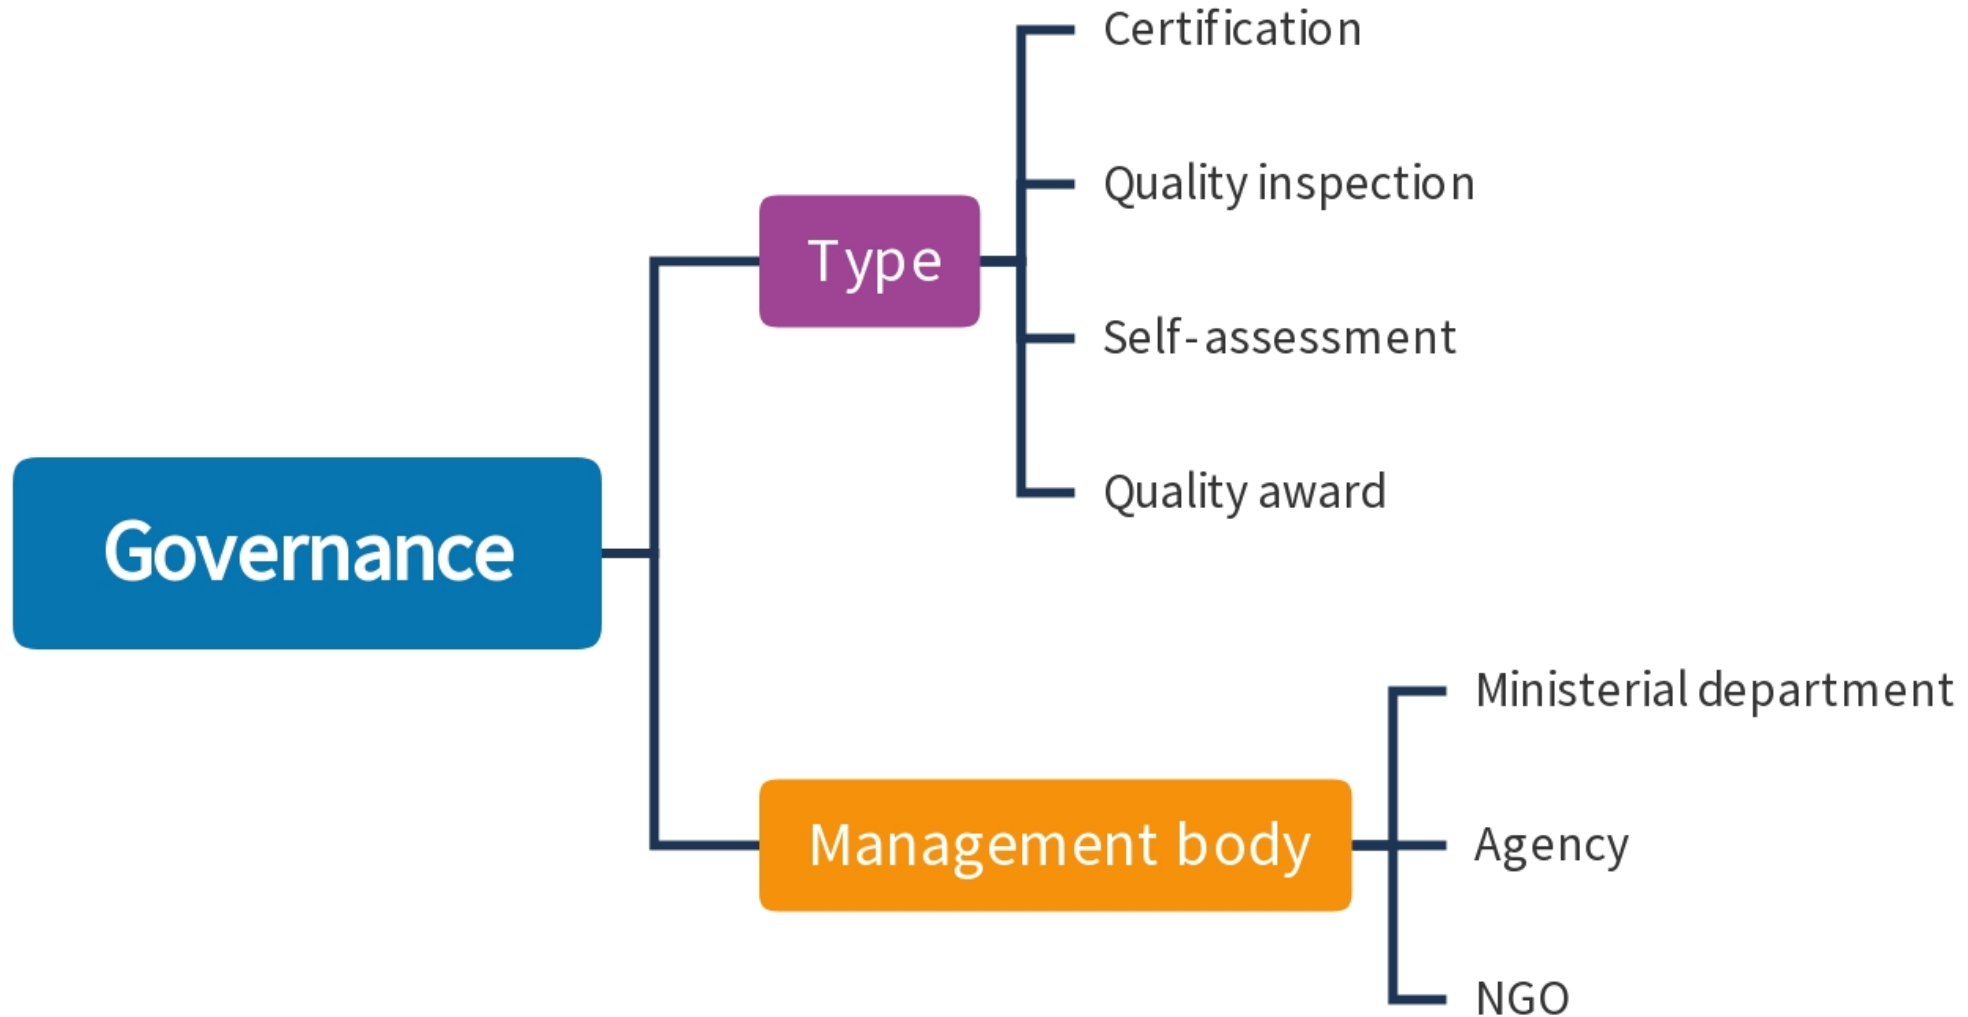 Governance
Type
Certification
Quality inspection
Self-assessment
Quality award
Management body
Ministerial department
Agency
NGO